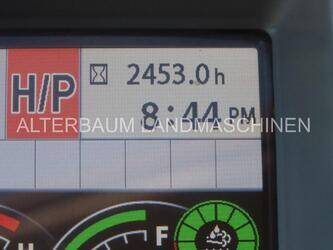 H/P
2453.0h
8:44 PM
ALTERBAUM LANDMASCHINEN
H F